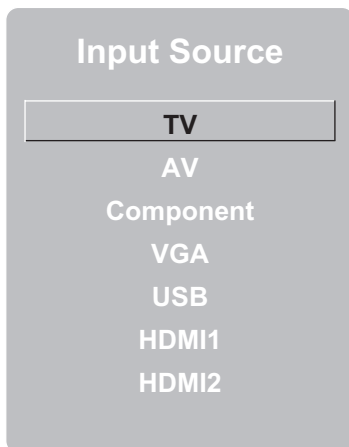 Input Source
TV
AV
Component
VGA
USB
HDMI1
HDMI2